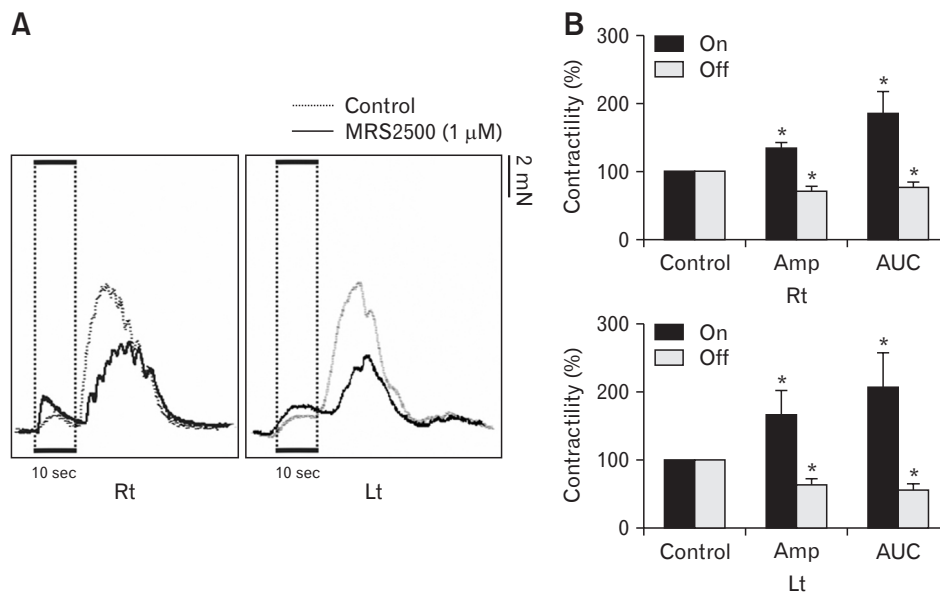 A
Control
MRS2500 (1 μM)
2 mN
10 sec
10 sec
Rt
Lt
B
300
200
100
0
Contractility (%)
On
Off
*
*
*
*
Control
Amp
AUC
Rt
300
200
100
0
Contractility (%)
On
Off
*
*
*
*
Control
Amp
AUC
Lt